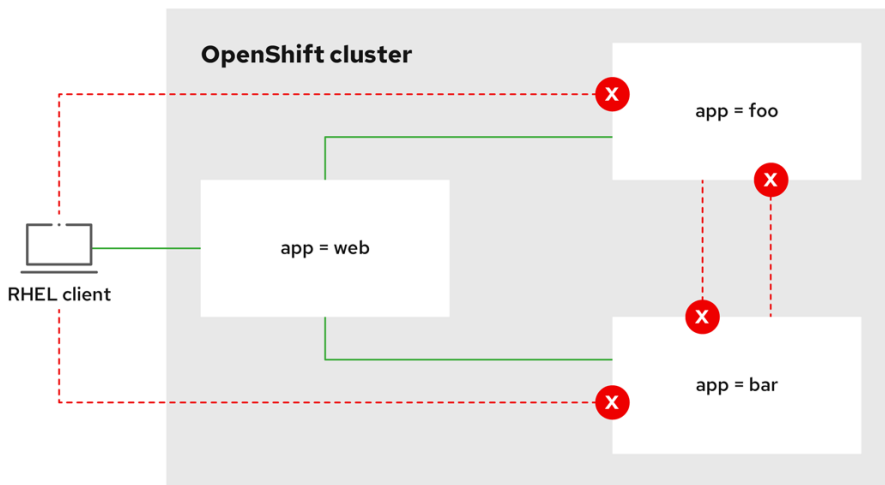 OpenShift cluster
X
app = foo
X
app = web
RHEL client
X
app = bar
X